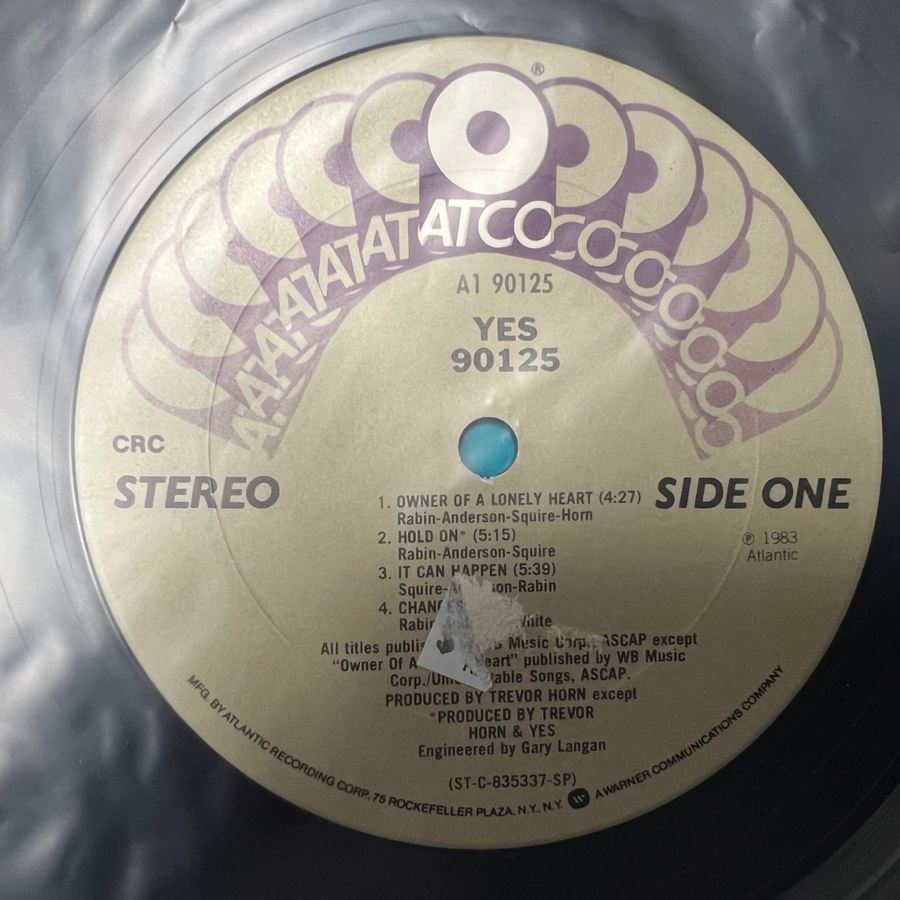 ®
ATATATATATATCOCOCOCOCOCO
A1 90125
YES
90125
CRC
STEREO
SIDE ONE
℗ 1983
Atlantic
1. OWNER OF A LONELY HEART (4:27)
Rabin-Anderson-Squire-Horn
2. HOLD ON* (5:15)
Rabin-Anderson-Squire
3. IT CAN HAPPEN (5:39)
Squire- -Rabin
4.
All titles Music Corp., ASCAP except
"Owner Of A Heart" published by WB Music
Songs, ASCAP.
PRODUCED BY TREVOR HORN except
*PRODUCED BY TREVOR
HORN & YES
Engineered by Gary Langan
(ST-C-835337-SP)
MFG. BY ATLANTIC RECORDING CORP., 75 ROCKEFELLER PLAZA, N.Y., N.Y. A WARNER COMMUNICATIONS COMPANY